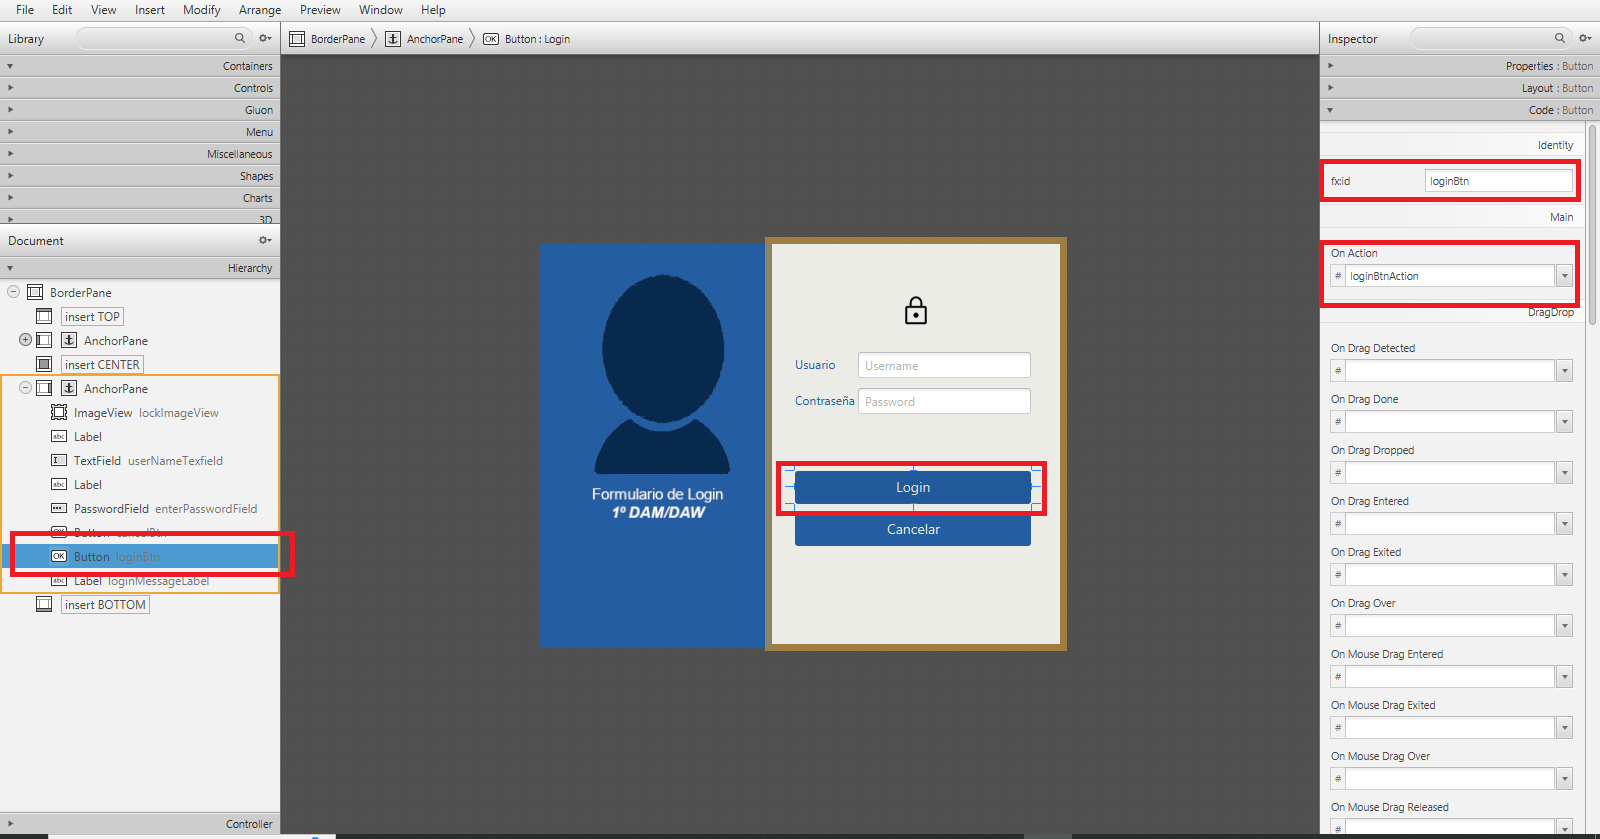 File Edit View Insert Modify Arrange Preview Window Help
Library
Containers
Controls
Gluon
Menu
Miscellaneous
Shapes
Charts
3D
Document
Hierarchy
BorderPane
insert TOP
AnchorPane
insert CENTER
AnchorPane
ImageView lockImageView
abc Label
TextField userNameTexfield
abc Label
PasswordField enterPasswordField
OK Button cancelBtn
OK Button loginBtn
abc Label loginMessageLabel
insert BOTTOM
Controller
BorderPane AnchorPane OK Button : Login
Formulario de Login
1º DAM/DAW
Usuario Username
Contraseña Password
Login
Cancelar
Inspector
Properties : Button
Layout : Button
Code : Button
Identity
fx:id loginBtn
Main
On Action
# loginBtnAction
DragDrop
On Drag Detected
#
On Drag Done
#
On Drag Dropped
#
On Drag Entered
#
On Drag Exited
#
On Drag Over
#
On Mouse Drag Entered
#
On Mouse Drag Exited
#
On Mouse Drag Over
#
On Mouse Drag Released
#